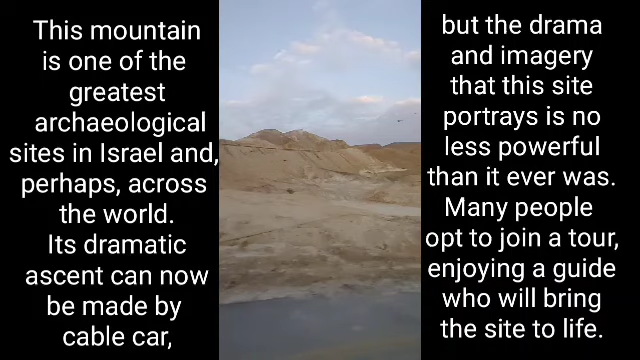 This mountain
is one of the
greatest
archaeological
sites in Israel and,
perhaps, across
the world.
Its dramatic
ascent can now
be made by
cable car,
but the drama
and imagery
that this site
portrays is no
less powerful
than it ever was.
Many people
opt to join a tour,
enjoying a guide
who will bring
the site to life.